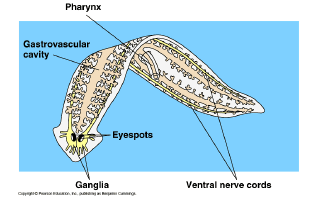 Pharynx
Gastrovascular
cavity
Eyespots
Ganglia
Ventral nerve cords
Copyright © Pearson Education, Inc., publishing as Benjamin Cummings.